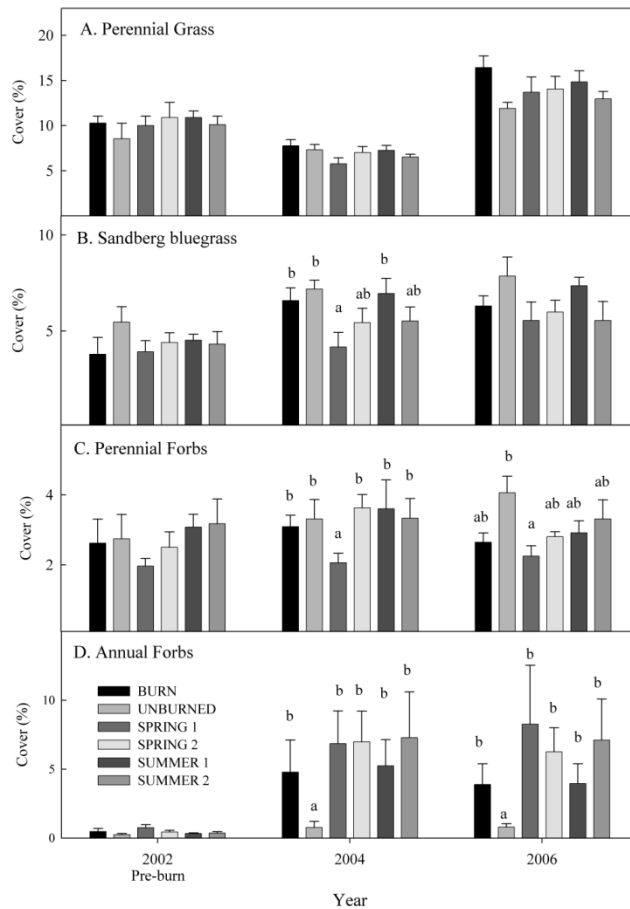 A. Perennial Grass
Cover (%)
20
15
10
5
B. Sandberg bluegrass
Cover (%)
10
5
b b a ab b ab
C. Perennial Forbs
Cover (%)
4
2
b b a b b b
ab b a ab ab ab
D. Annual Forbs
Cover (%)
10
5
0
BURN
UNBURNED
SPRING 1
SPRING 2
SUMMER 1
SUMMER 2
b a b b b b
b a b b b b
2002 2004 2006
Pre-burn
Year